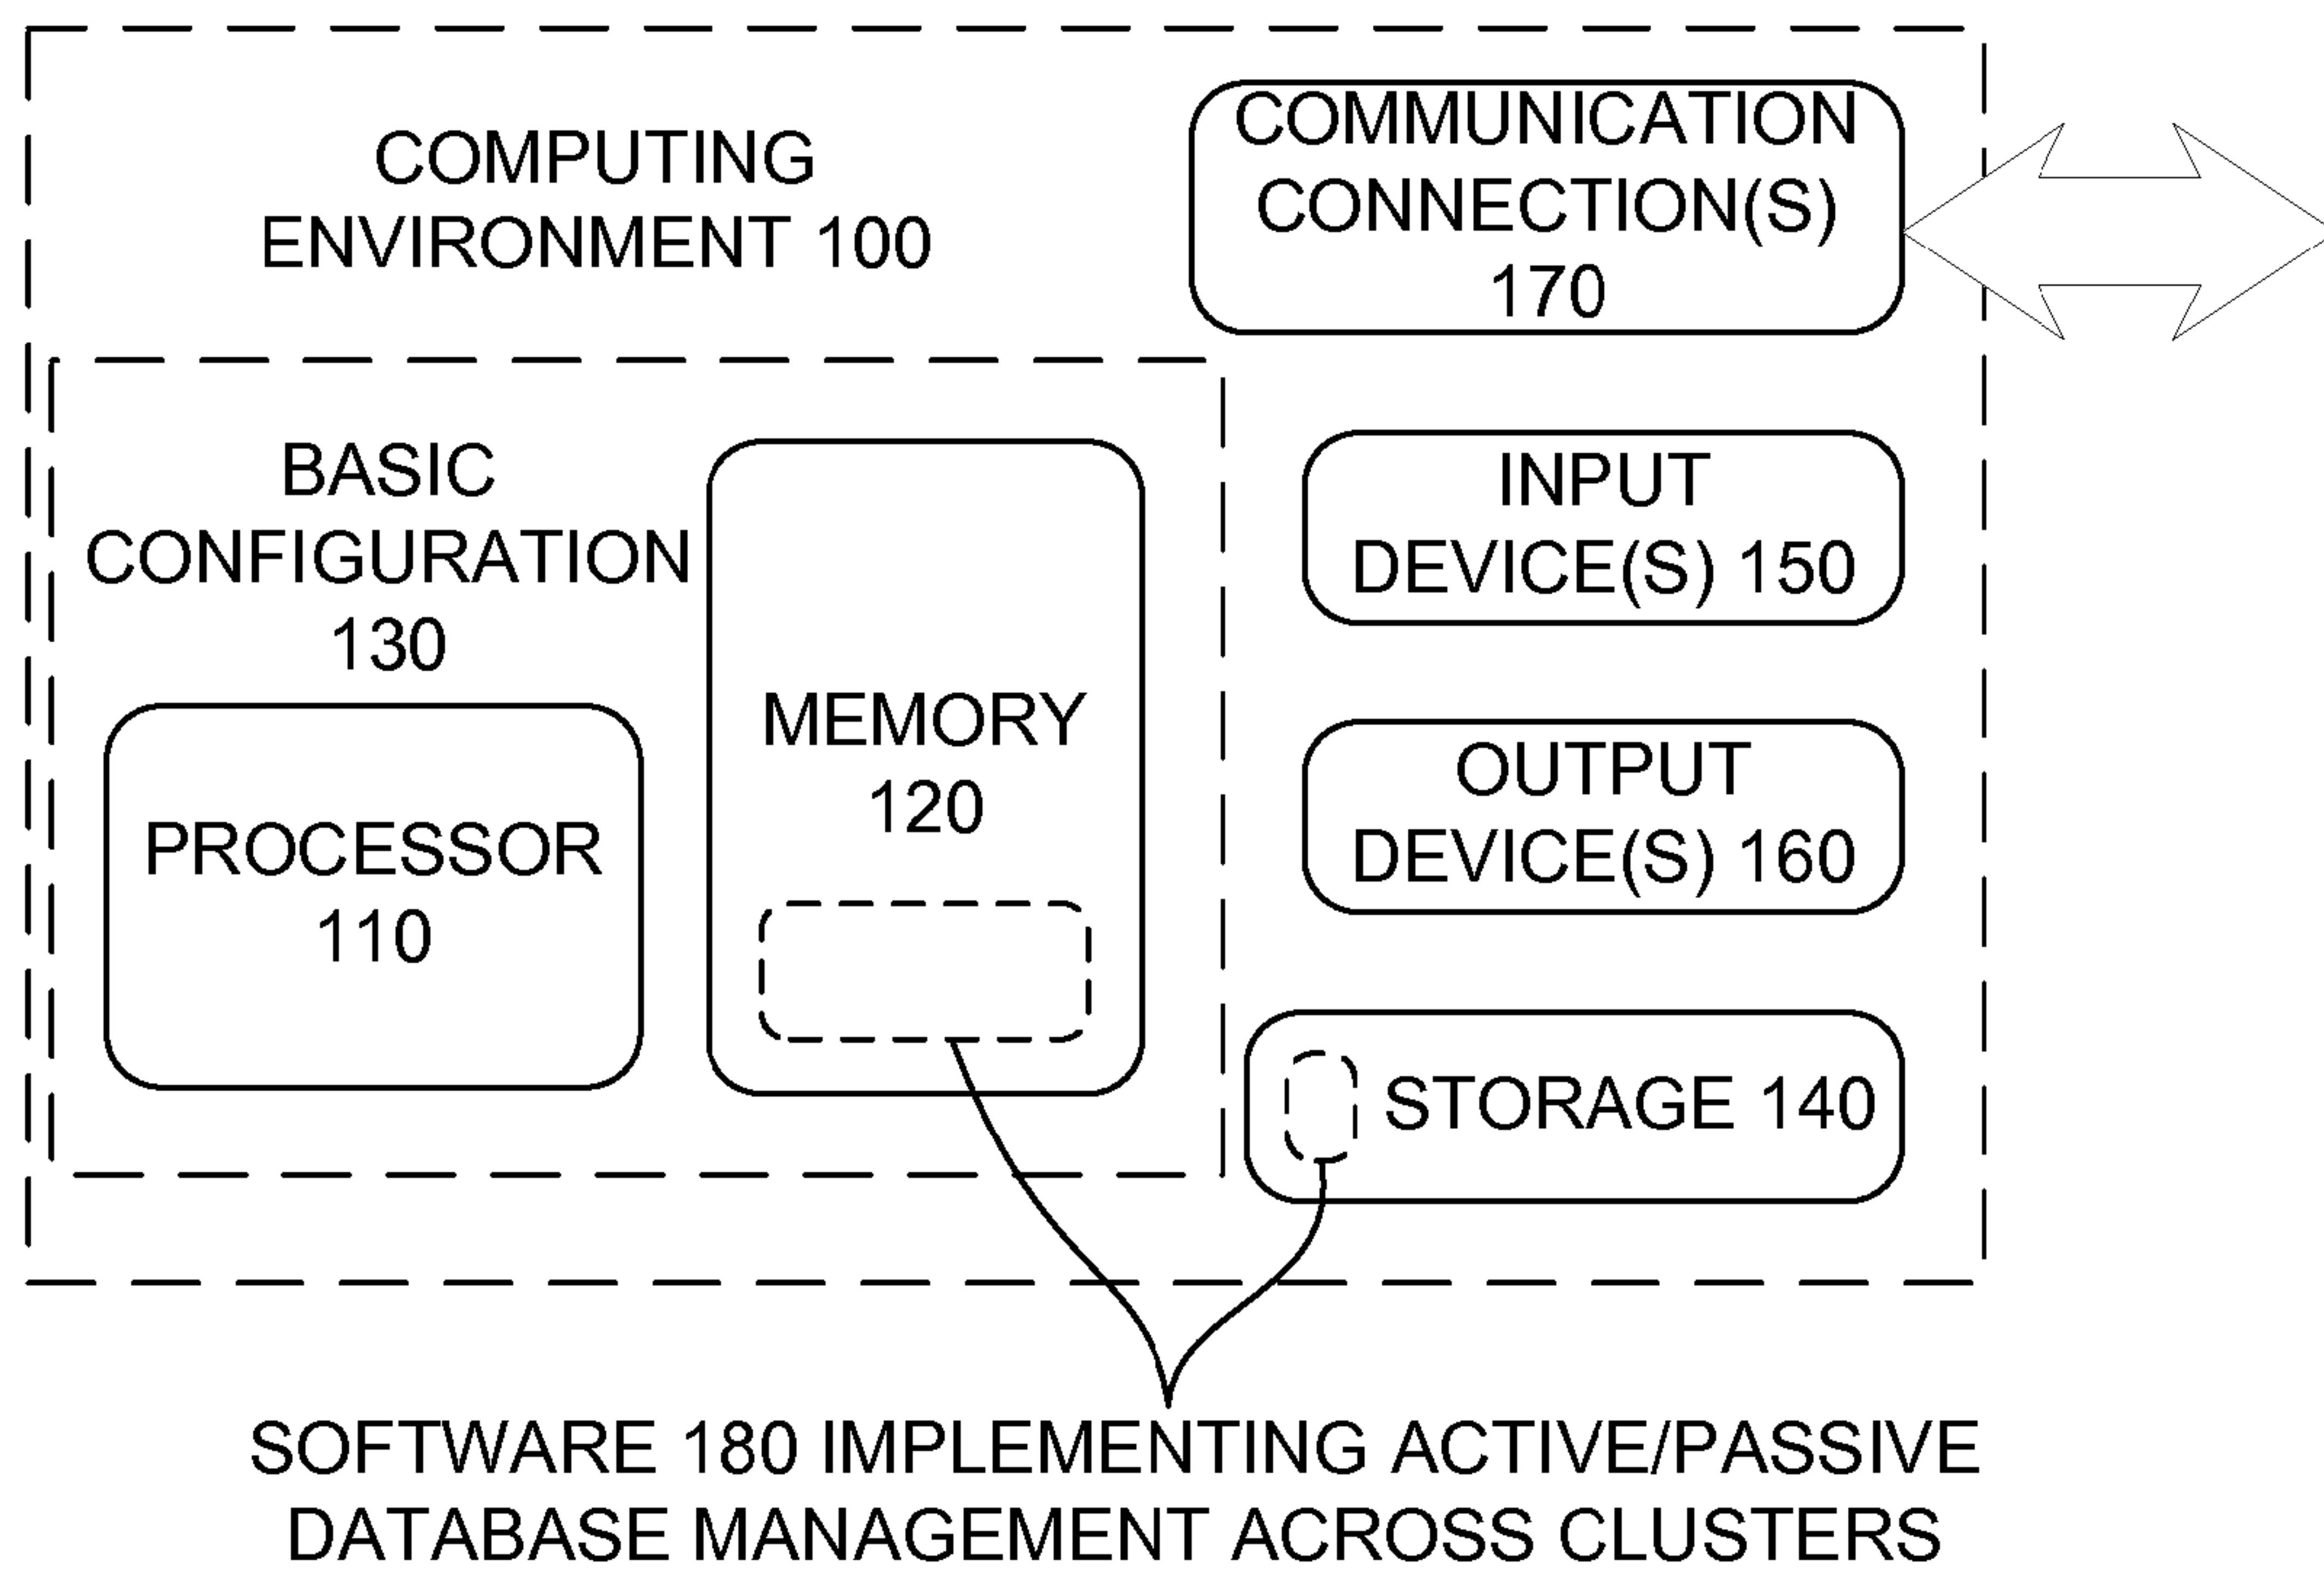 COMPUTING
ENVIRONMENT 100
COMMUNICATION
CONNECTION(S)
170
BASIC
CONFIGURATION
130
PROCESSOR
110
MEMORY
120
INPUT
DEVICE(S) 150
OUTPUT
DEVICE(S) 160
STORAGE 140
SOFTWARE 180 IMPLEMENTING ACTIVE/PASSIVE
DATABASE MANAGEMENT ACROSS CLUSTERS